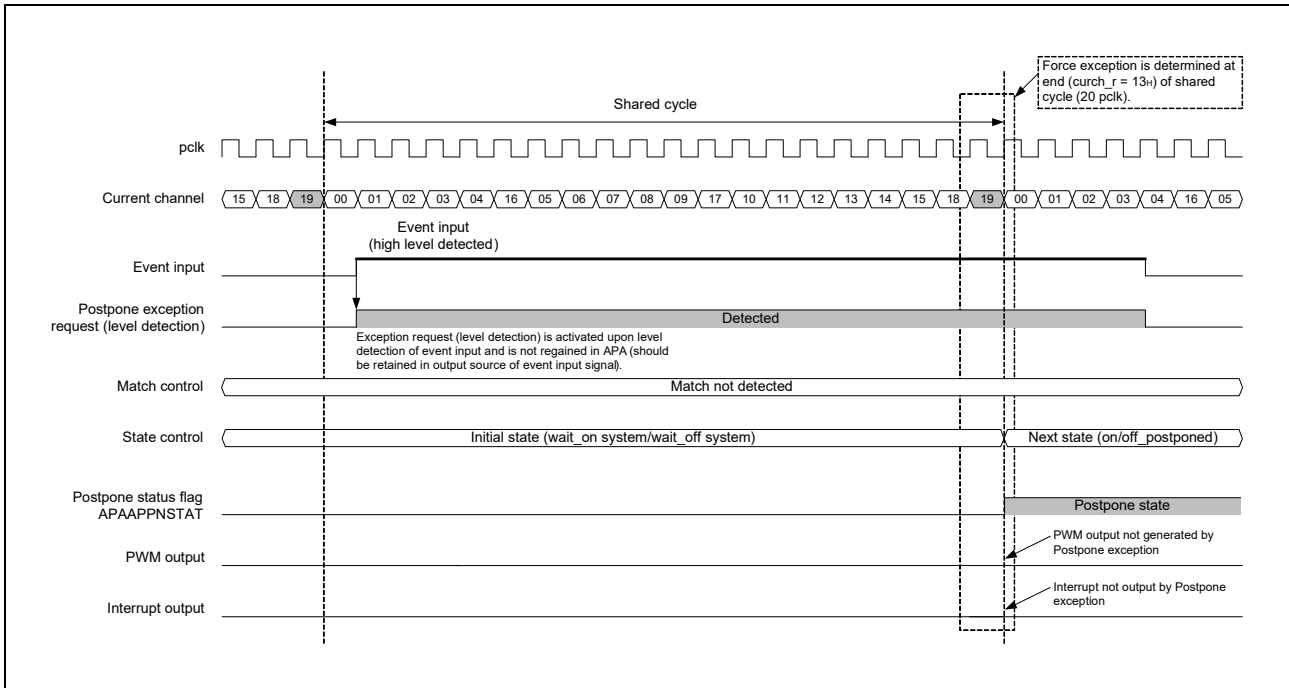 Force exception is determined at
end (curch_r = 13H) of shared
cycle (20 pclk).
Shared cycle
pclk
Current channel 15 18 19 00 01 02 03 04 16 05 06 07 08 09 17 10 11 12 13 14 15 18 19 00 01 02 03 04 16 05
Event input
(high level detected)
Event input
Postpone exception
request (level detection)
Detected
Exception request (level detection) is activated upon level
detection of event input and is not regained in APA (should
be retained in output source of event input signal).
Match control
Match not detected
State control
Initial state (wait_on system/wait_off system)
Next state (on/off_postponed)
Postpone status flag
APAAPPNSTAT
Postpone state
PWM output not generated by
Postpone exception
PWM output
Interrupt not output by Postpone
exception
Interrupt output